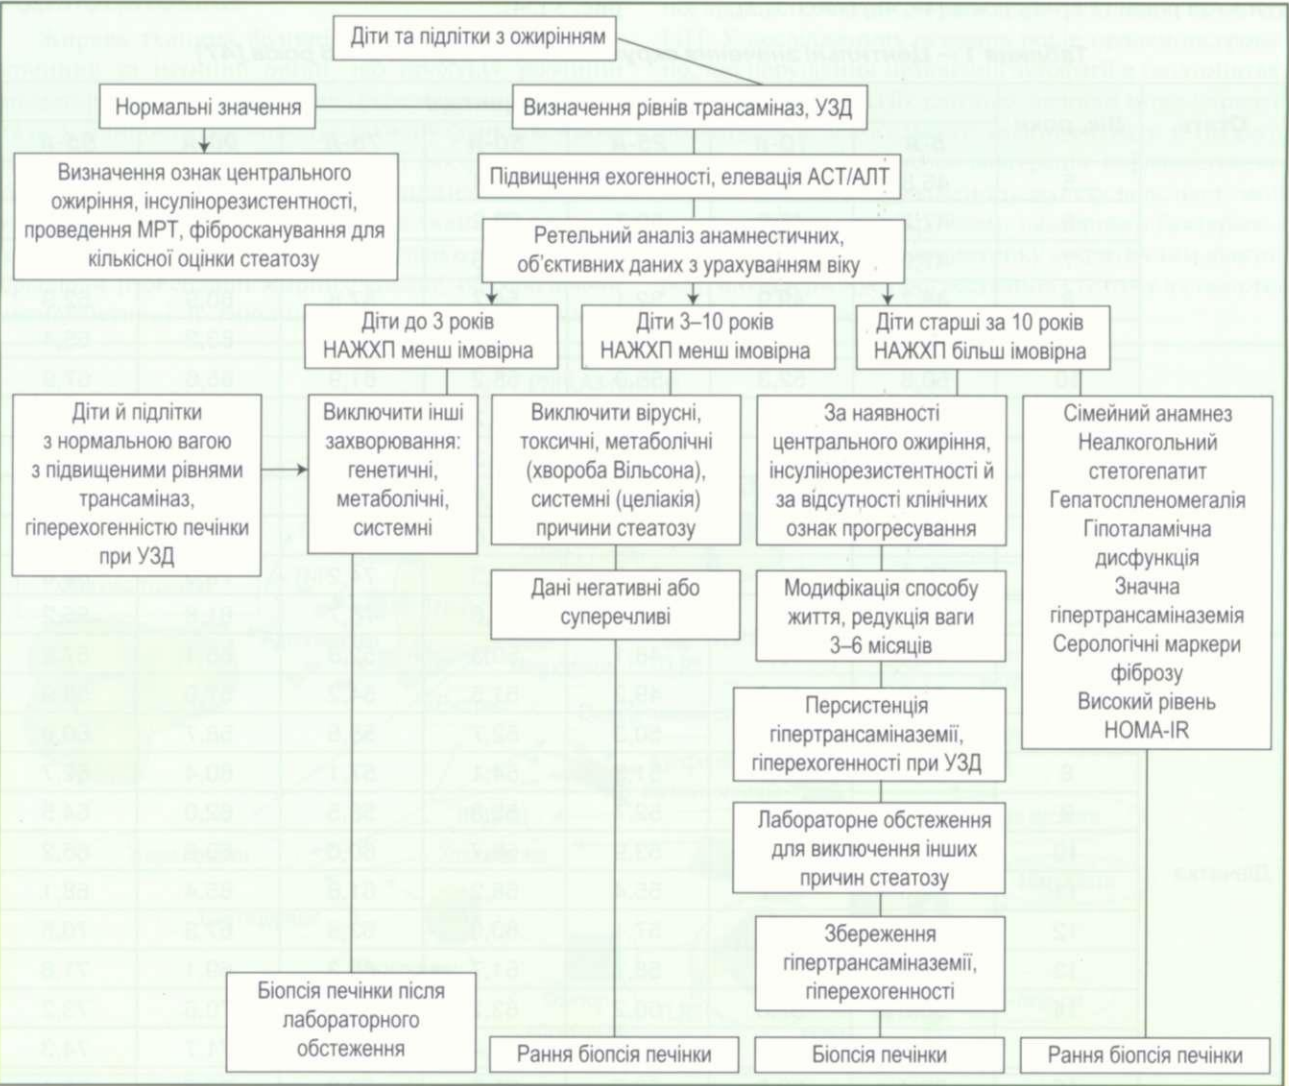 Діти та підлітки з ожирінням
Нормальні значення
Визначення рівнів трансаміназ, УЗД
Визначення ознак центрального
ожиріння, інсулінорезистентності,
проведення МРТ, фібросканування для
кількісної оцінки стеатозу
Підвищення ехогенності, елевація АСТ/АЛТ
Ретельний аналіз анамнестичних,
об’єктивних даних з урахуванням віку
Діти до 3 років
НАЖХП менш імовірна
Діти 3–10 років
НАЖХП менш імовірна
Діти старші за 10 років
НАЖХП більш імовірна
Діти й підлітки
з нормальною вагою
з підвищеними рівнями
трансаміназ,
гіперехогенністю печінки
при УЗД
Виключити інші
захворювання:
генетичні,
метаболічні,
системні
Виключити вірусні,
токсичні, метаболічні
(хвороба Вільсона),
системні (целіакія)
причини стеатозу
За наявності
центрального ожиріння,
інсулінорезистентності й
за відсутності клінічних
ознак прогресування
Сімейний анамнез
Неалкогольний
стетогепатит
Гепатоспленомегалія
Гіпоталамічна
дисфункція
Значна
гіпертрансаміназемія
Серологічні маркери
фіброзу
Високий рівень
HOMA-IR
Дані негативні або
суперечливі
Модифікація способу
життя, редукція ваги
3–6 місяців
Персистенція
гіпертрансаміназемії,
гіперехогенності при УЗД
Лабораторне обстеження
для виключення інших
причин стеатозу
Збереження
гіпертрансаміназемії,
гіперехогенності
Біопсія печінки після
лабораторного
обстеження
Рання біопсія печінки
Біопсія печінки
Рання біопсія печінки